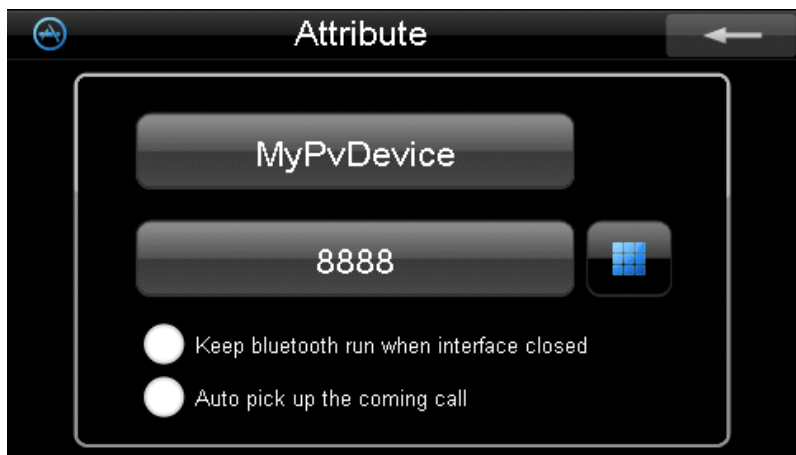 Attribute
MyPvDevice
8888
Keep bluetooth run when interface closed
Auto pick up the coming call